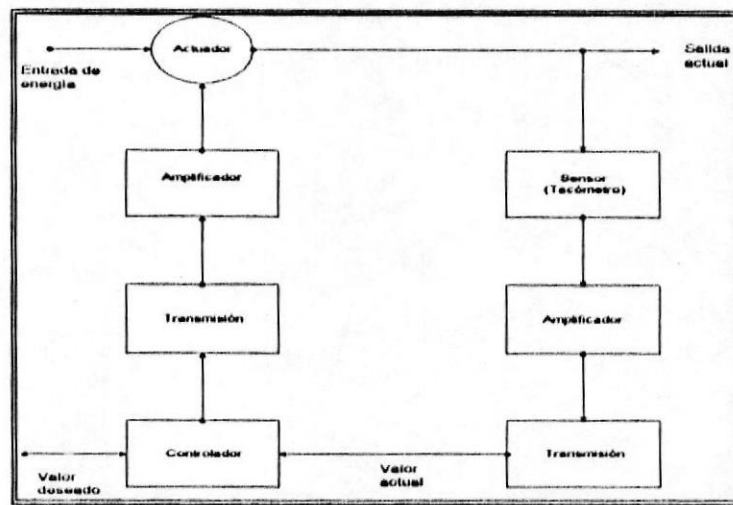 Actuador
Salida
actual
Entrada de
energía
Amplificador
Sensor
(Tacómetro)
Transmisión
Amplificador
Controlador
Transmisión
Valor
deseado
Valor
actual